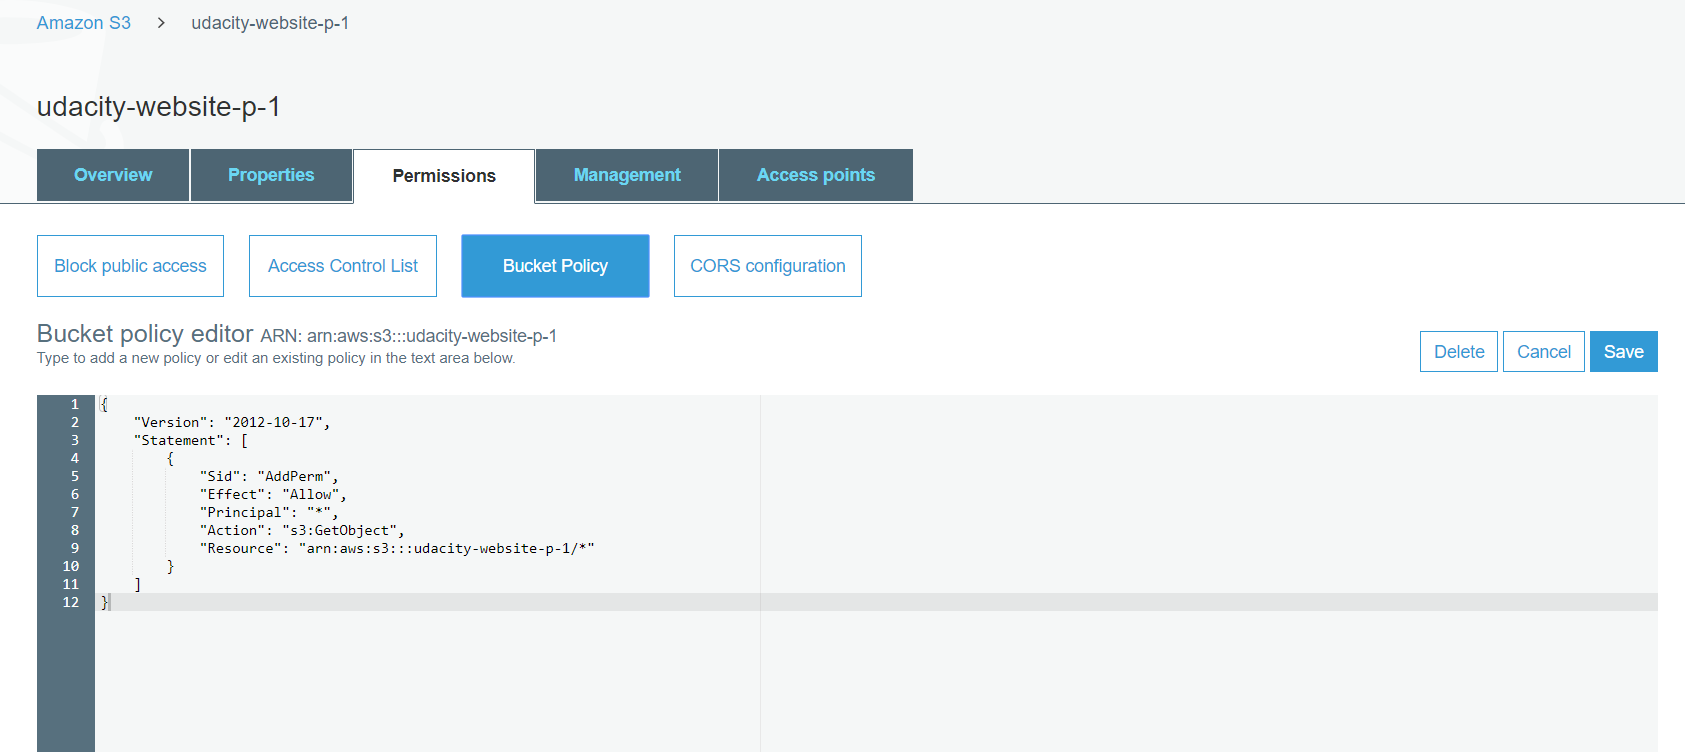 Amazon S3 > udacity-website-p-1
udacity-website-p-1
Overview Properties Permissions Management Access points
Block public access Access Control List Bucket Policy CORS configuration
Bucket policy editor ARN: arn:aws:s3:::udacity-website-p-1
Type to add a new policy or edit an existing policy in the text area below.
Delete Cancel Save
1 {
2 "Version": "2012-10-17",
3 "Statement": [
4 {
5 "Sid": "AddPerm",
6 "Effect": "Allow",
7 "Principal": "*",
8 "Action": "s3:GetObject",
9 "Resource": "arn:aws:s3:::udacity-website-p-1/*"
10 }
11 ]
12 }